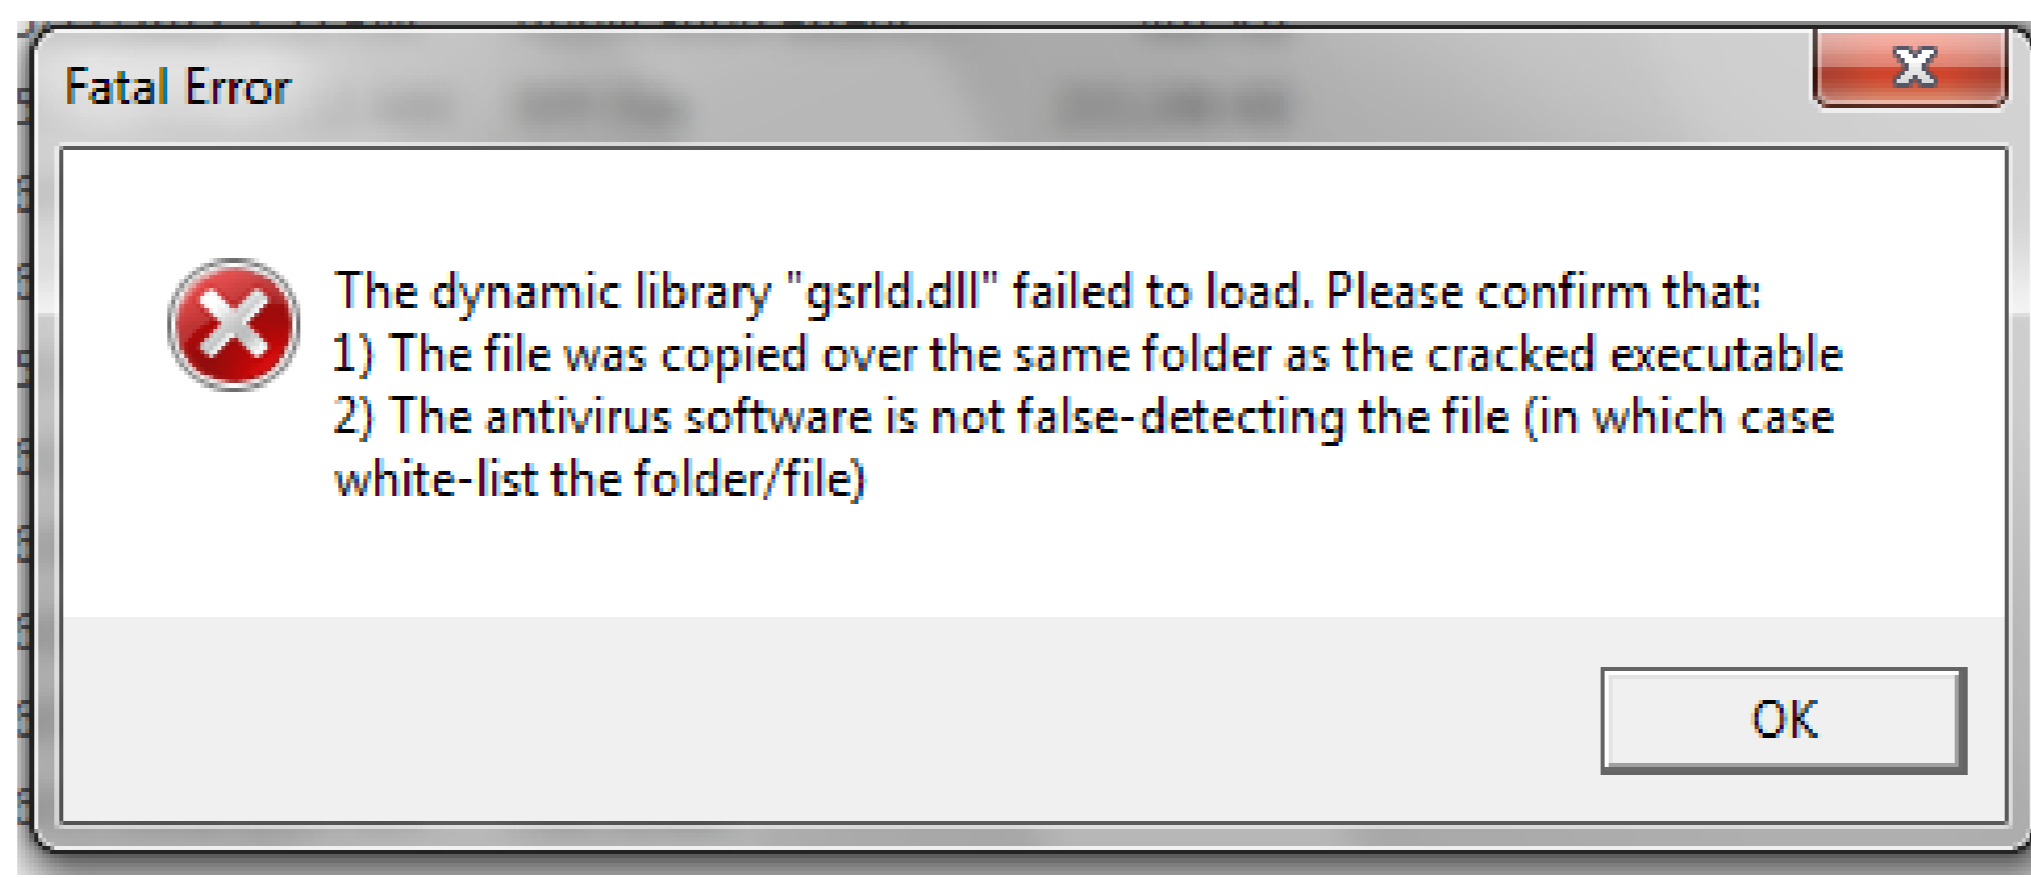 Fatal Error
The dynamic library "gsrld.dll" failed to load. Please confirm that:
1) The file was copied over the same folder as the cracked executable
2) The antivirus software is not false-detecting the file (in which case
white-list the folder/file)
OK